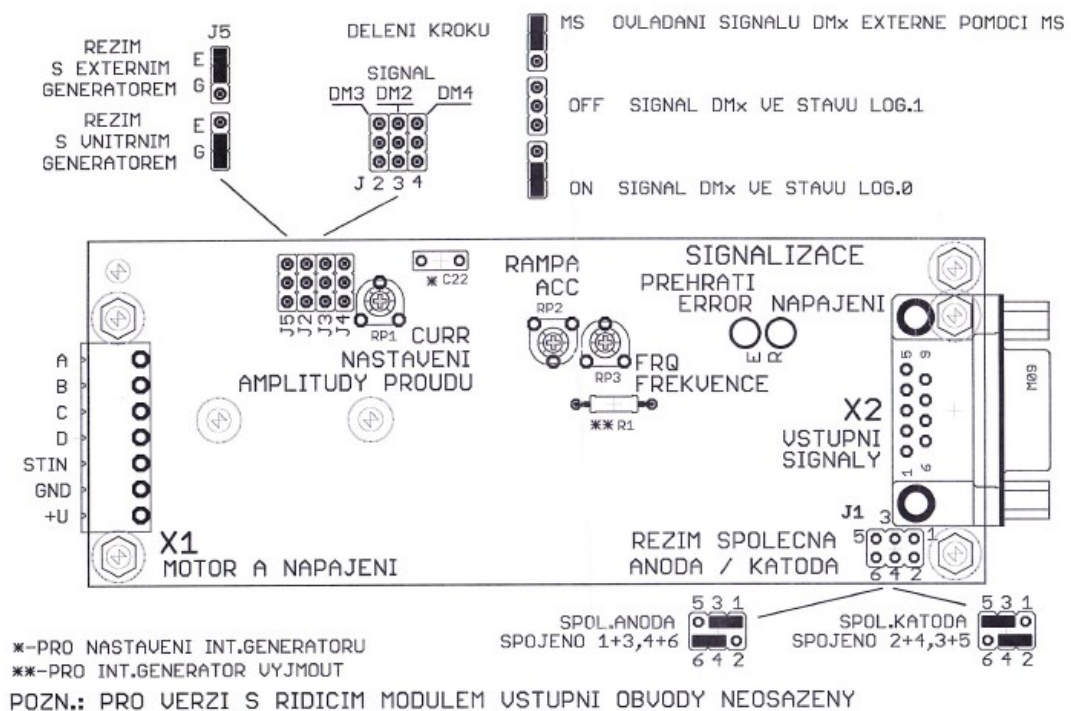 J5
REZIM
S EXTERNIM
GENERATOREM
E
G
REZIM
S VNITRNIM
GENERATOREM
E
G
DELENI KROKU
SIGNAL
DM3 DM2 DM4
J 2 3 4
MS OVLADANI SIGNALU DMx EXTERNE POMOCI MS
OFF SIGNAL DMx VE STAVU LOG.1
ON SIGNAL DMx VE STAVU LOG.0
J5
J2
J3
J4
RP1
* C22
CURR
NASTAVENI
AMPLITUDY PROUDU
RAMPA
ACC
RP2
RP3
FRQ
FREKVENCE
** R1
SIGNALIZACE
PREHRATI
ERROR NAPAJENI
E
R
5 9
1 6
X2
VSTUPNI
SIGNALY
M09
A
B
C
D
STIN
GND
+U
X1
MOTOR A NAPAJENI
J1
3
5 1
6 4 2
REZIM SPOLECNA
ANODA / KATODA
SPOL.ANODA
SPOJENO 1+3,4+6
5 3 1
6 4 2
SPOL.KATODA
SPOJENO 2+4,3+5
5 3 1
6 4 2
*-PRO NASTAVENI INT.GENERATORU
**-PRO INT.GENERATOR VYJMOUT
POZN.: PRO VERZI S RIDICIM MODULEM VSTUPNI OBVODY NEOSAZENY